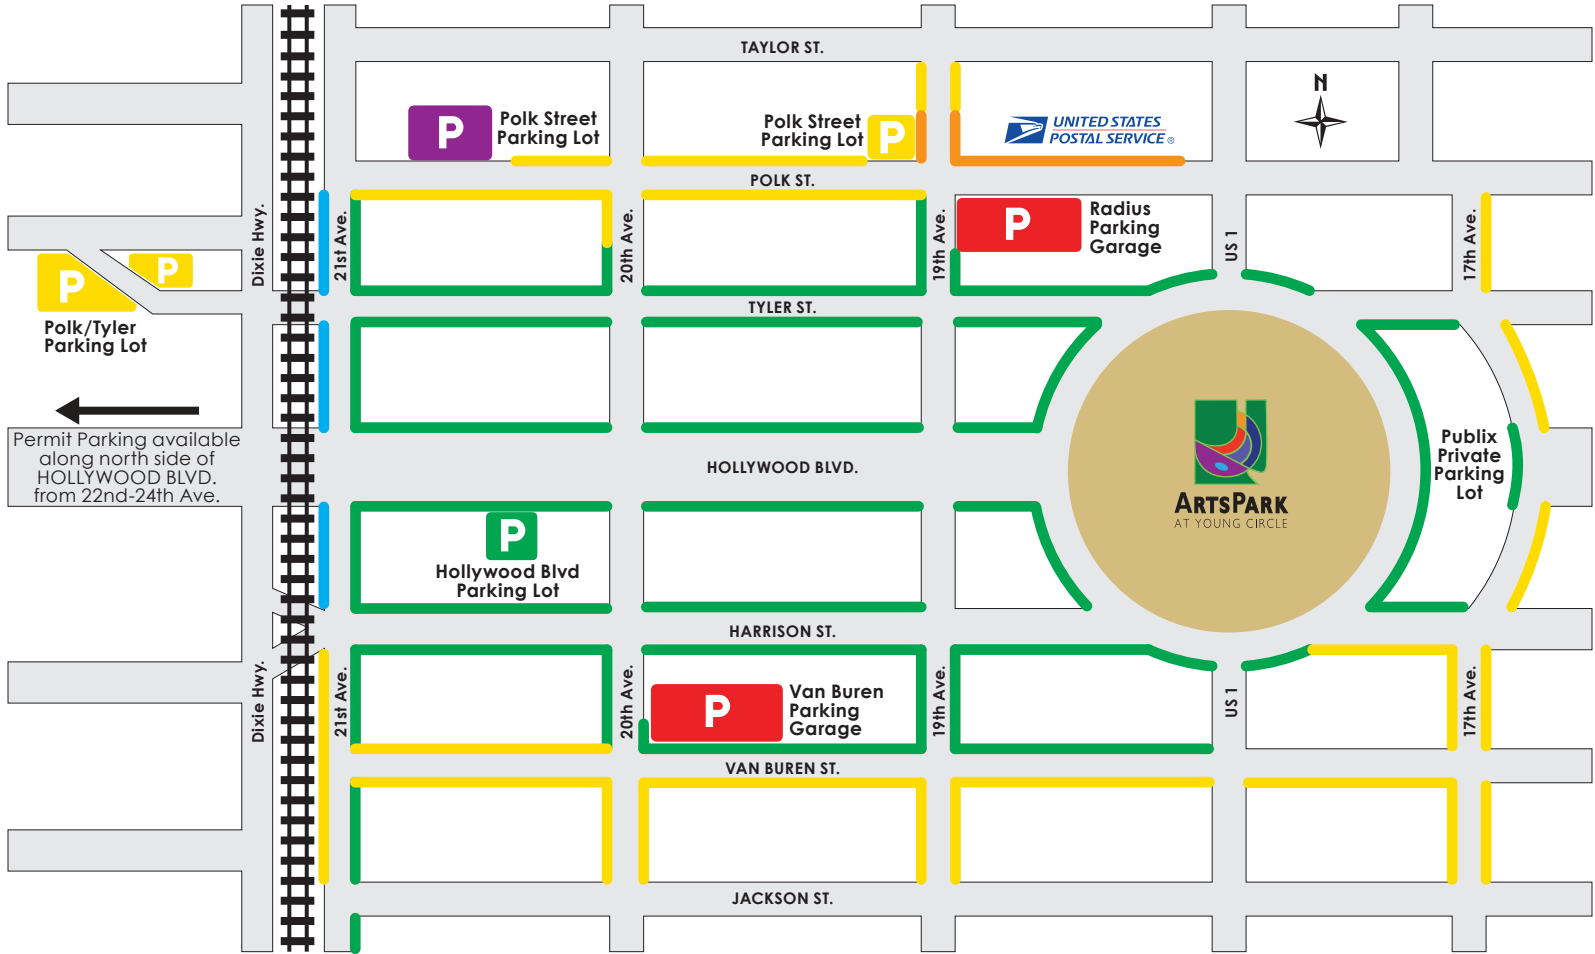 TAYLOR ST.
N
P
Polk Street
Parking Lot
Polk Street
Parking Lot
P
UNITED STATES
POSTAL SERVICE ®
POLK ST.
Dixie Hwy.
21st Ave.
20th Ave.
19th Ave.
P
Radius
Parking
Garage
US 1
17th Ave.
P
P
Polk/Tyler
Parking Lot
TYLER ST.
Permit Parking available
along north side of
HOLLYWOOD BLVD.
from 22nd-24th Ave.
HOLLYWOOD BLVD.
ARTSPARK
AT YOUNG CIRCLE
Publix
Private
Parking
Lot
P
Hollywood Blvd
Parking Lot
HARRISON ST.
Dixie Hwy.
21st Ave.
20th Ave.
P
Van Buren
Parking
Garage
19th Ave.
US 1
17th Ave.
VAN BUREN ST.
JACKSON ST.